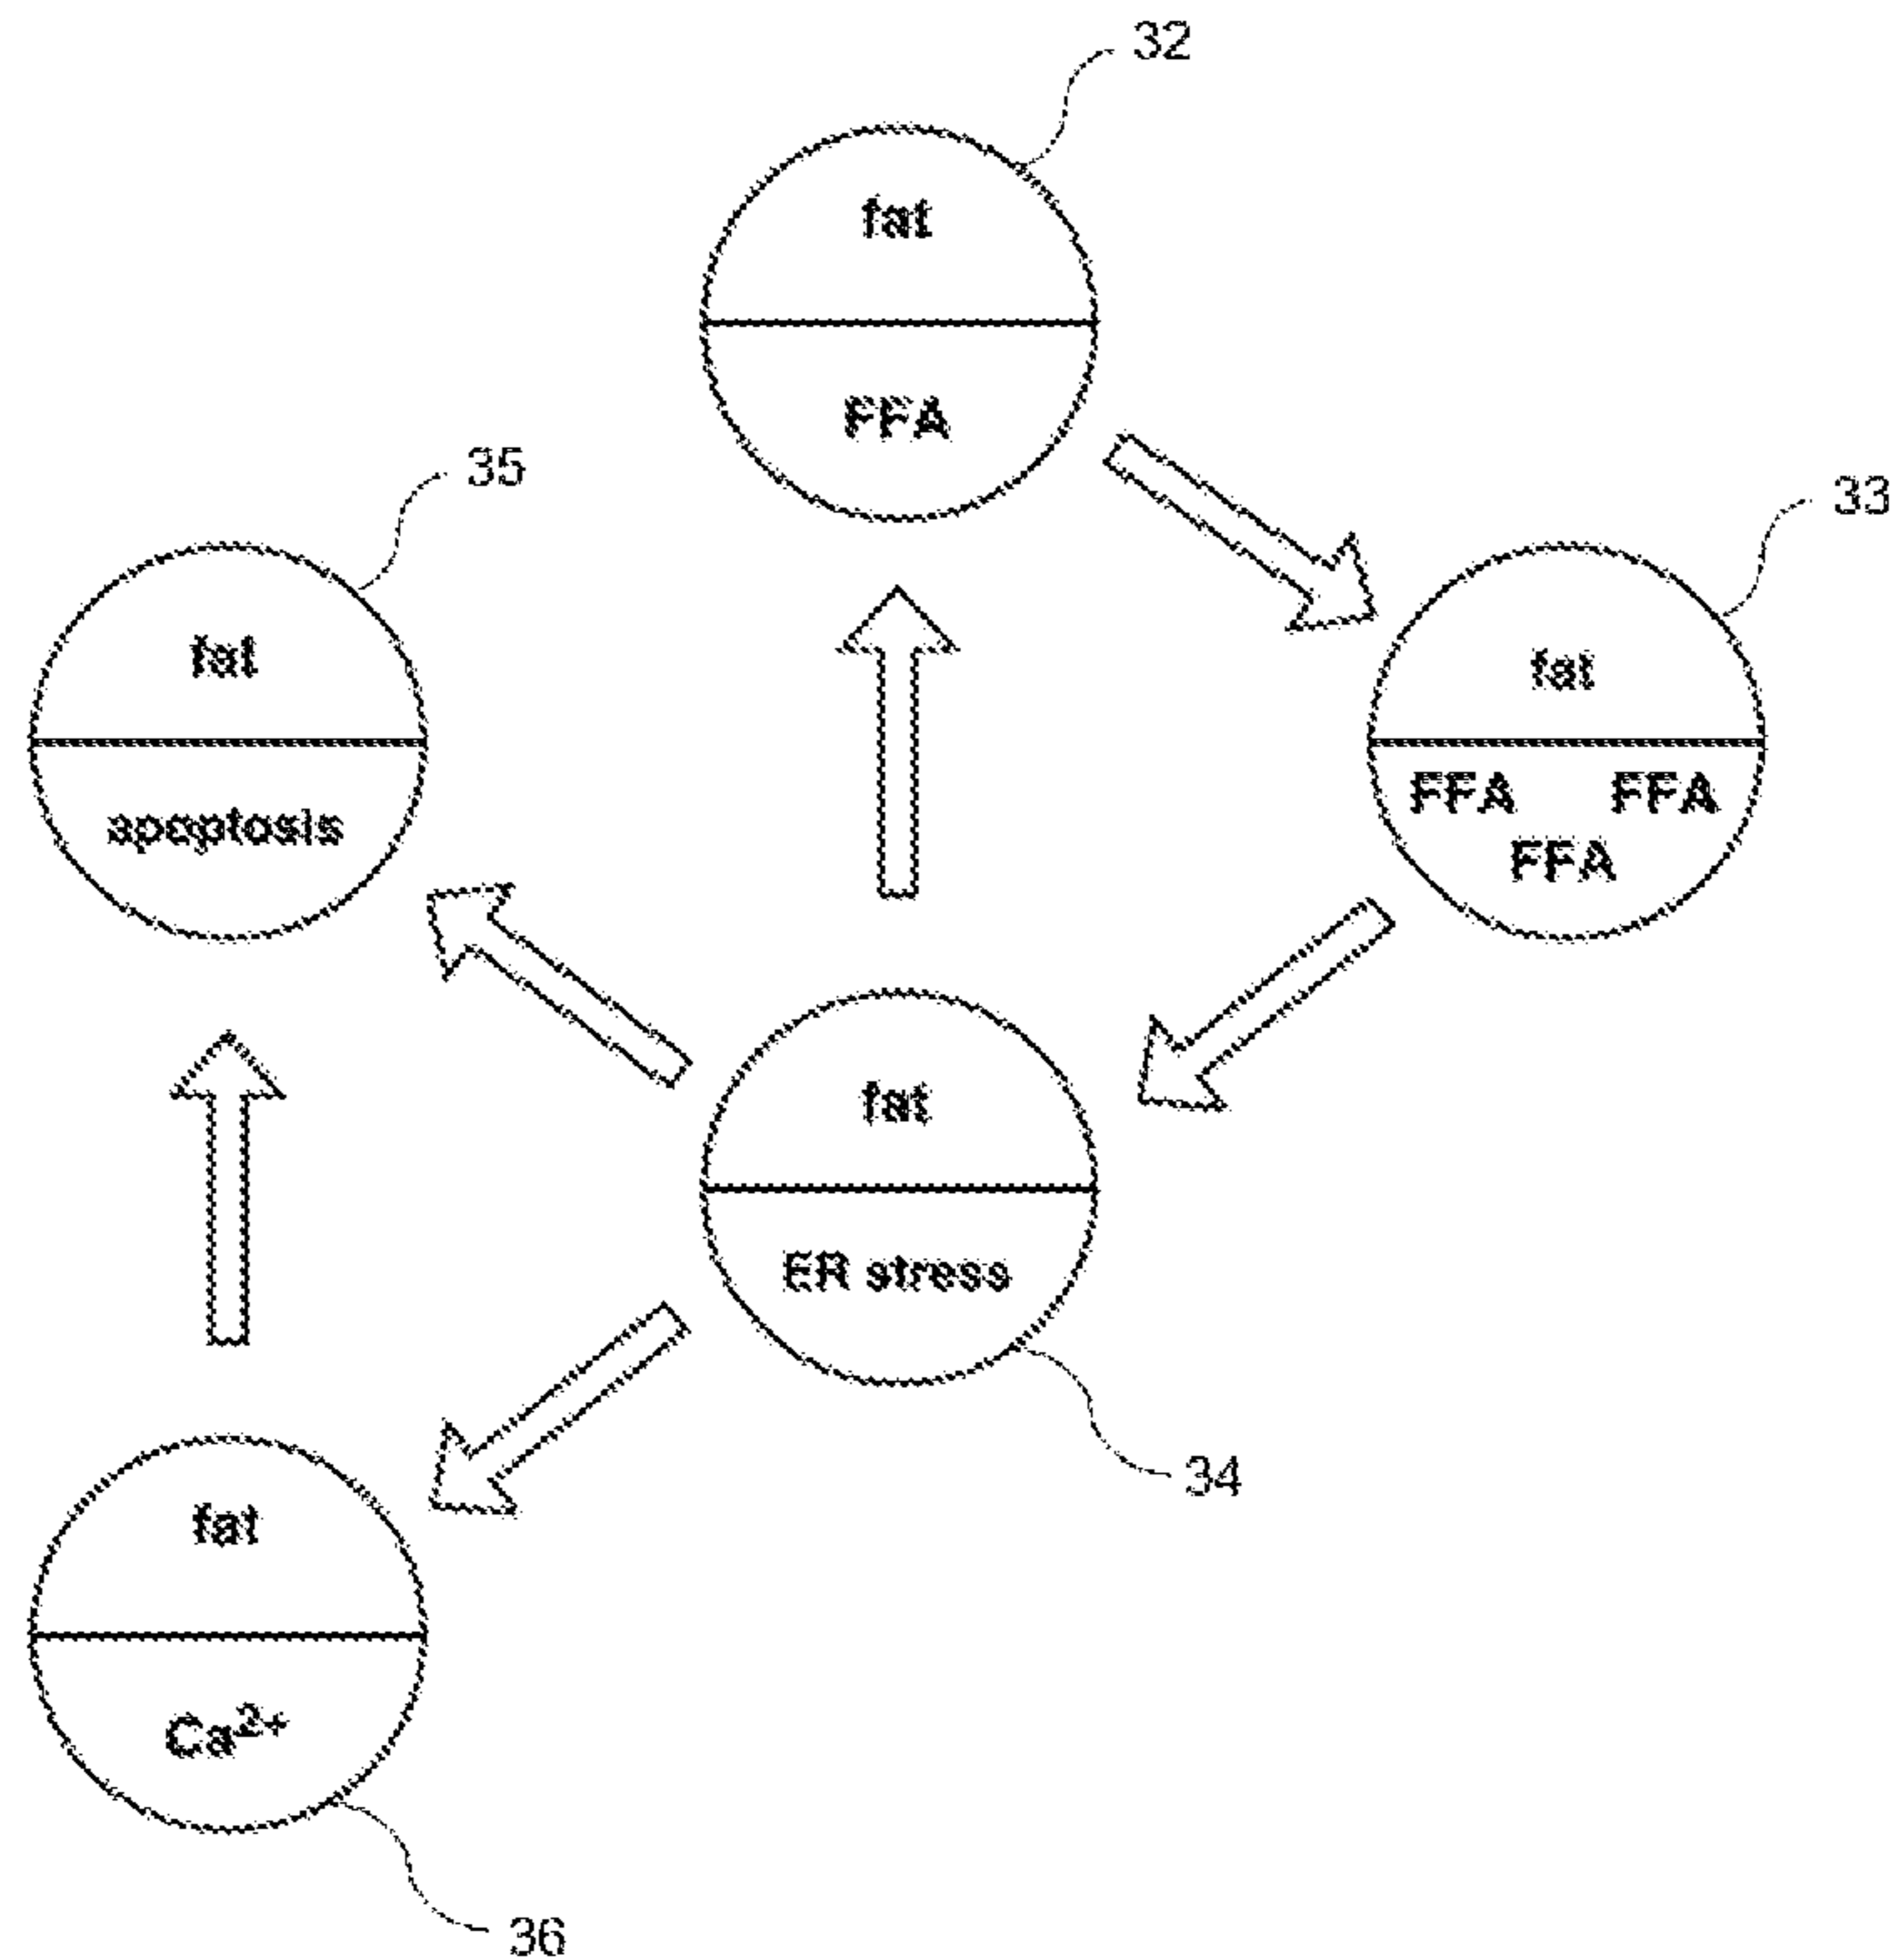 32
fat
FFA
35
33
fat
apoptosis
fat
FFA FFA
FFA
fat
ER stress
34
fat
Ca²⁺
36